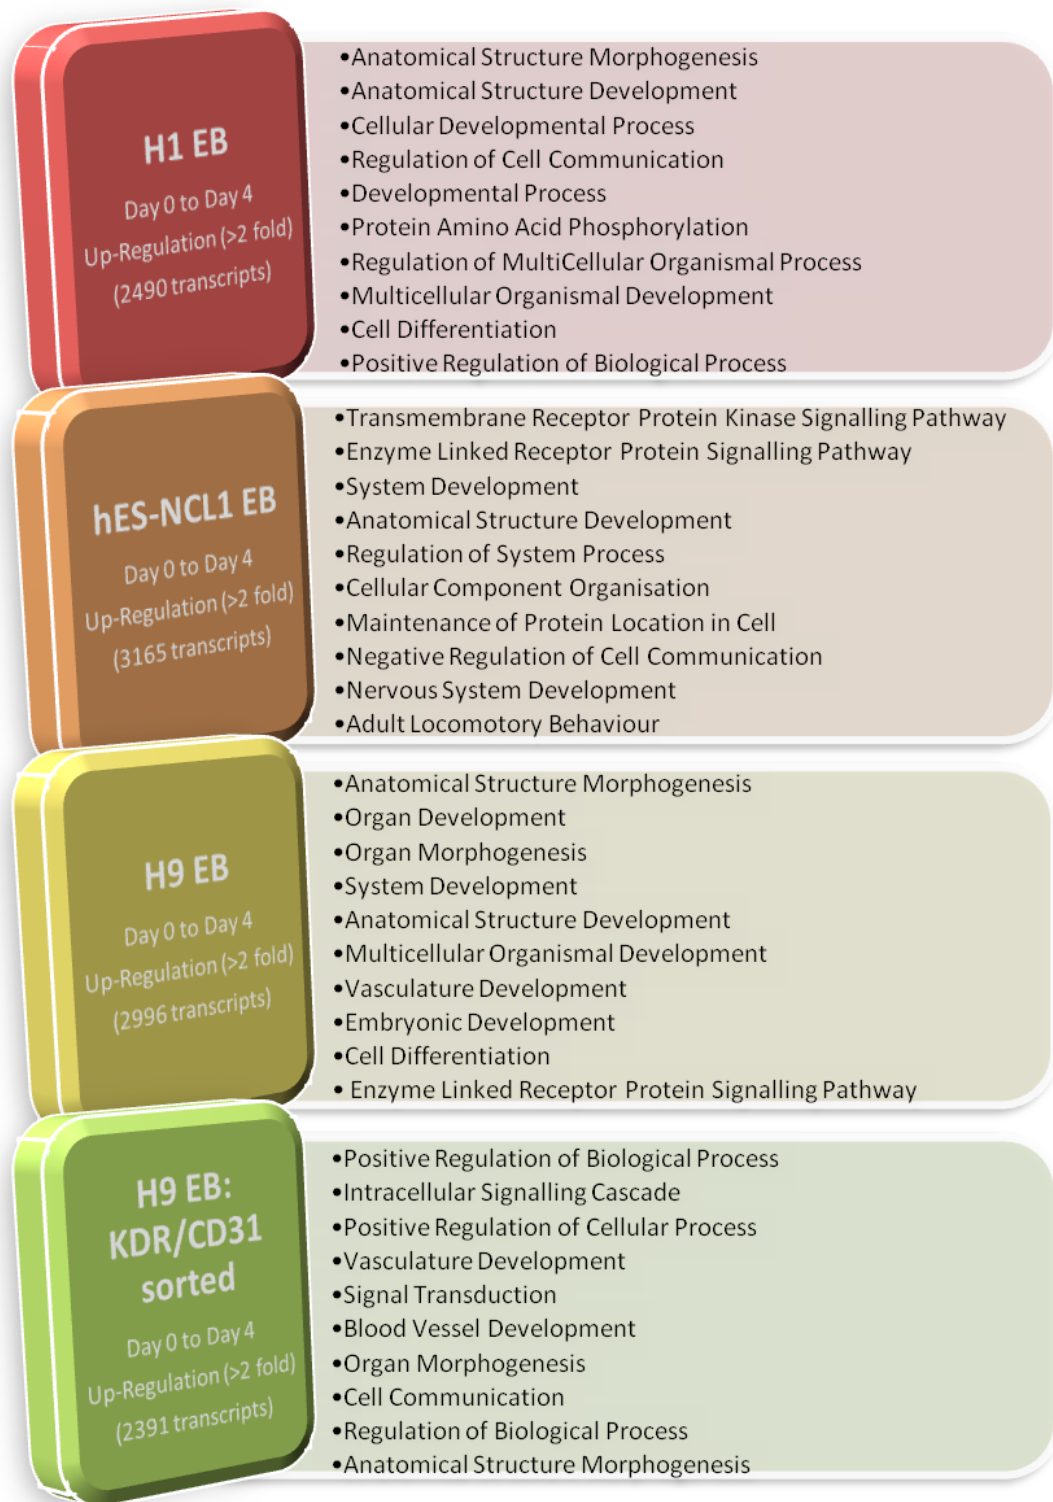 H1 EB
Day 0 to Day 4
Up-Regulation (>2 fold)
(2490 transcripts)
•Anatomical Structure Morphogenesis
•Anatomical Structure Development
•Cellular Developmental Process
•Regulation of Cell Communication
•Developmental Process
•Protein Amino Acid Phosphorylation
•Regulation of MultiCellular Organismal Process
•Multicellular Organismal Development
•Cell Differentiation
•Positive Regulation of Biological Process
hES-NCL1 EB
Day 0 to Day 4
Up-Regulation (>2 fold)
(3165 transcripts)
•Transmembrane Receptor Protein Kinase Signalling Pathway
•Enzyme Linked Receptor Protein Signalling Pathway
•System Development
•Anatomical Structure Development
•Regulation of System Process
•Cellular Component Organisation
•Maintenance of Protein Location in Cell
•Negative Regulation of Cell Communication
•Nervous System Development
•Adult Locomotory Behaviour
H9 EB
Day 0 to Day 4
Up-Regulation (>2 fold)
(2996 transcripts)
•Anatomical Structure Morphogenesis
•Organ Development
•Organ Morphogenesis
•System Development
•Anatomical Structure Development
•Multicellular Organismal Development
•Vasculature Development
•Embryonic Development
•Cell Differentiation
• Enzyme Linked Receptor Protein Signalling Pathway
H9 EB:
KDR/CD31
sorted
Day 0 to Day 4
Up-Regulation (>2 fold)
(2391 transcripts)
•Positive Regulation of Biological Process
•Intracellular Signalling Cascade
•Positive Regulation of Cellular Process
•Vasculature Development
•Signal Transduction
•Blood Vessel Development
•Organ Morphogenesis
•Cell Communication
•Regulation of Biological Process
•Anatomical Structure Morphogenesis